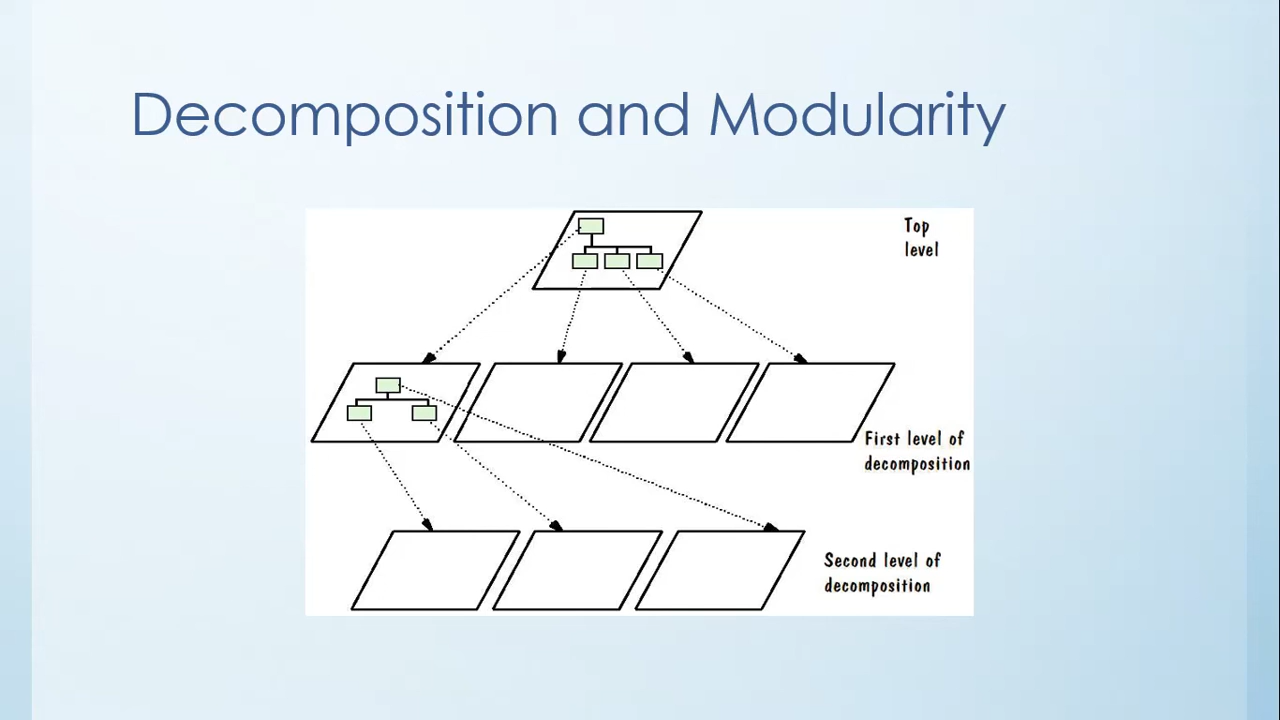 Decomposition and Modularity
Top
level
First level of
decomposition
Second level of
decomposition